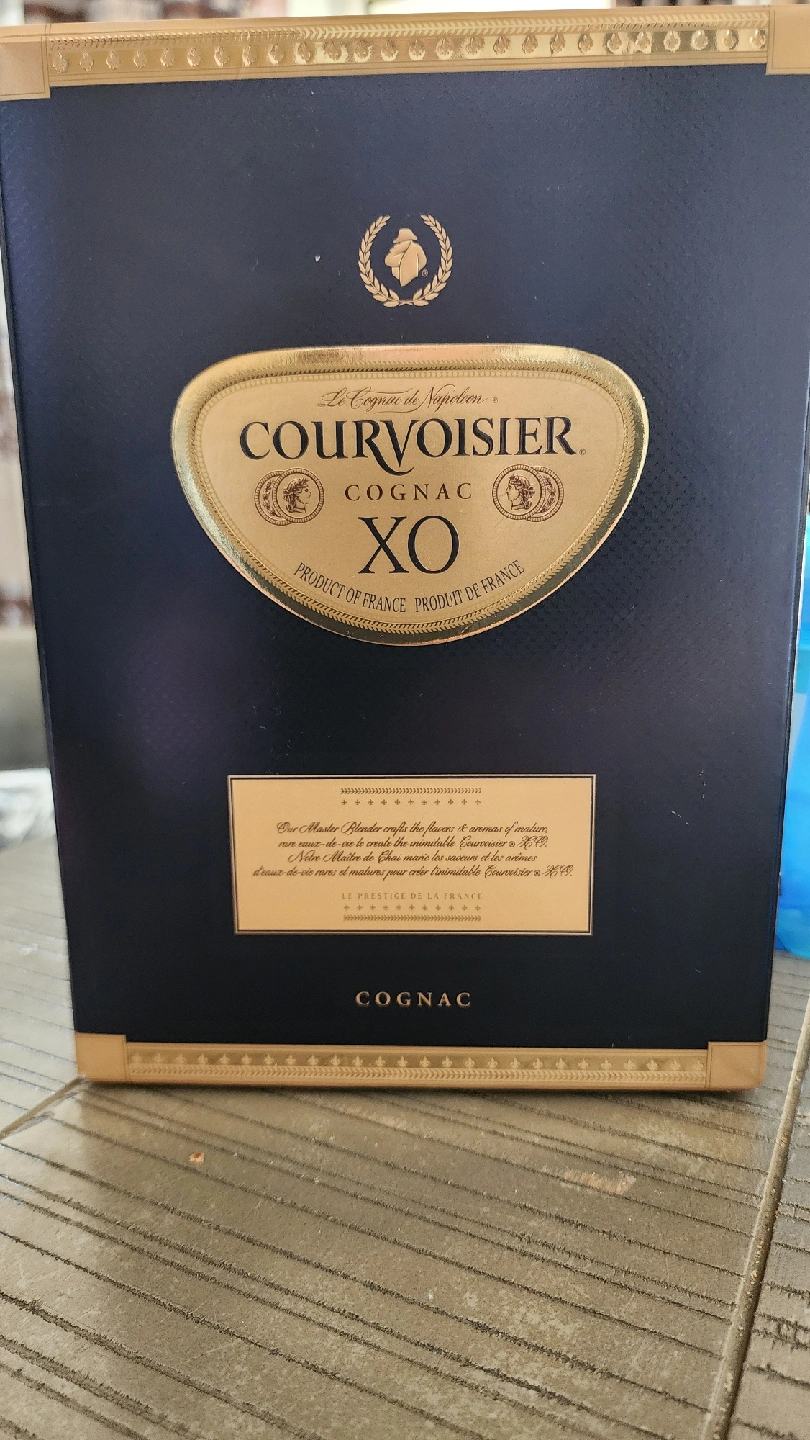 Le Cognac de Napoleon ®
COURVOISIER®
COGNAC
XO
PRODUCT OF FRANCE PRODUIT DE FRANCE
Our Master Blender crafts the flavors & aromas of mature,
rare eaux-de-vie to create the inimitable Courvoisier ® XO.
Notre Maître de Chai marie les saveurs et les arômes
d'eaux-de-vie rares et matures pour créer l'inimitable Courvoisier ® XO.
LE PRESTIGE DE LA FRANCE
COGNAC